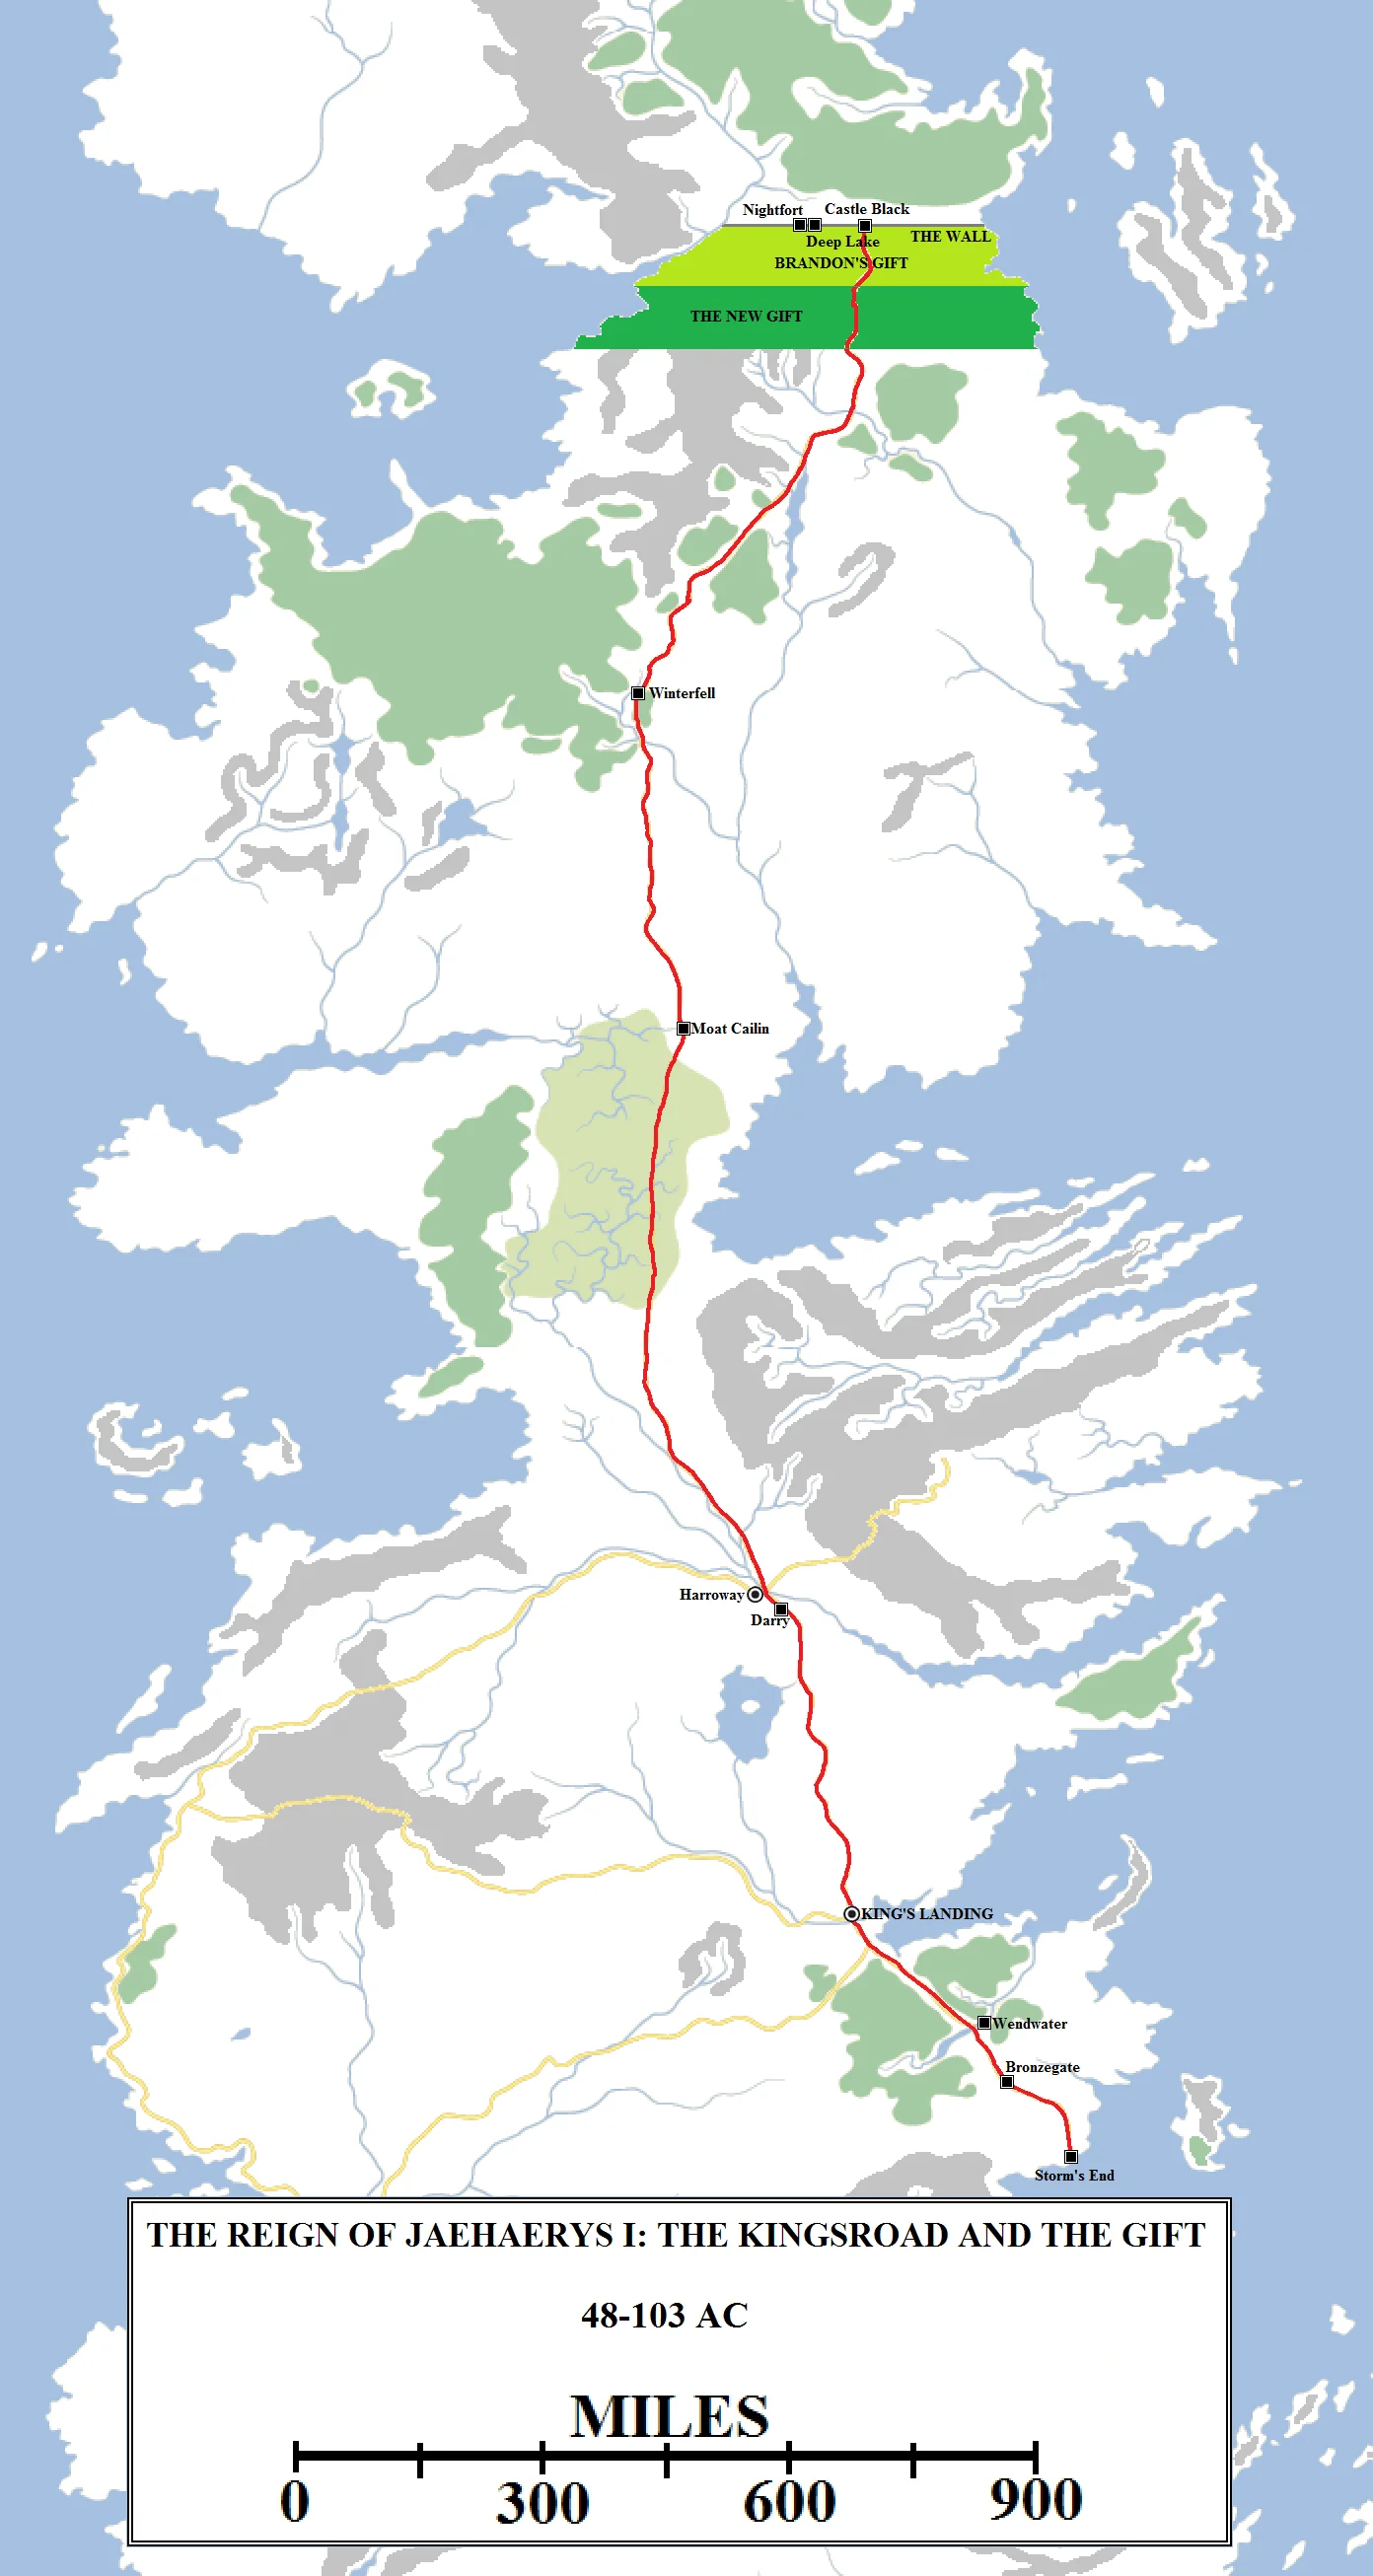 Nightfort
Castle Black
Deep Lake
THE WALL
BRANDON'S GIFT
THE NEW GIFT
Winterfell
Moat Cailin
Harroway
Darry
KING'S LANDING
Wendwater
Bronzegate
Storm's End
THE REIGN OF JAEHAERYS I: THE KINGSROAD AND THE GIFT
48-103 AC
MILES
0 300 600 900